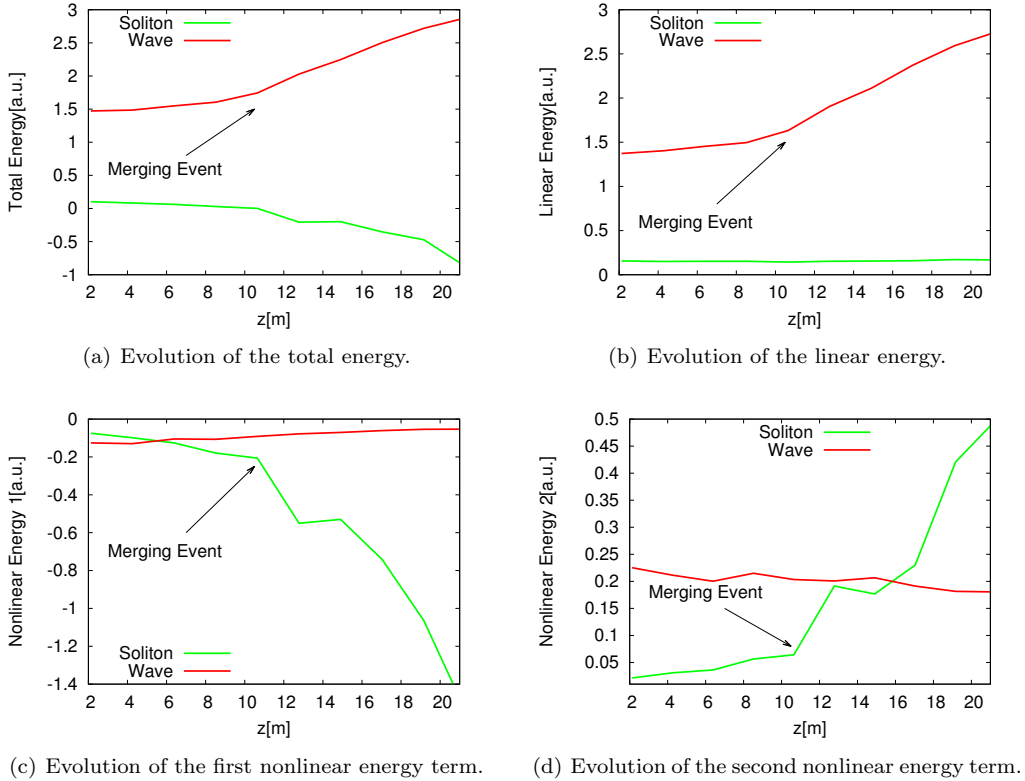 Total Energy[a.u.]
3
2.5
2
1.5
1
0.5
0
-0.5
-1
Soliton
Wave
Merging Event
2 4 6 8 10 12 14 16 18 20
z[m]
(a) Evolution of the total energy.
Linear Energy[a.u.]
3
2.5
2
1.5
1
0.5
0
Soliton
Wave
Merging Event
2 4 6 8 10 12 14 16 18 20
z[m]
(b) Evolution of the linear energy.
Nonlinear Energy 1[a.u.]
0
-0.2
-0.4
-0.6
-0.8
-1
-1.2
-1.4
Merging Event
Soliton
Wave
2 4 6 8 10 12 14 16 18 20
z[m]
(c) Evolution of the first nonlinear energy term.
Nonlinear Energy 2[a.u.]
0.5
0.45
0.4
0.35
0.3
0.25
0.2
0.15
0.1
0.05
Soliton
Wave
Merging Event
2 4 6 8 10 12 14 16 18 20
z[m]
(d) Evolution of the second nonlinear energy term.